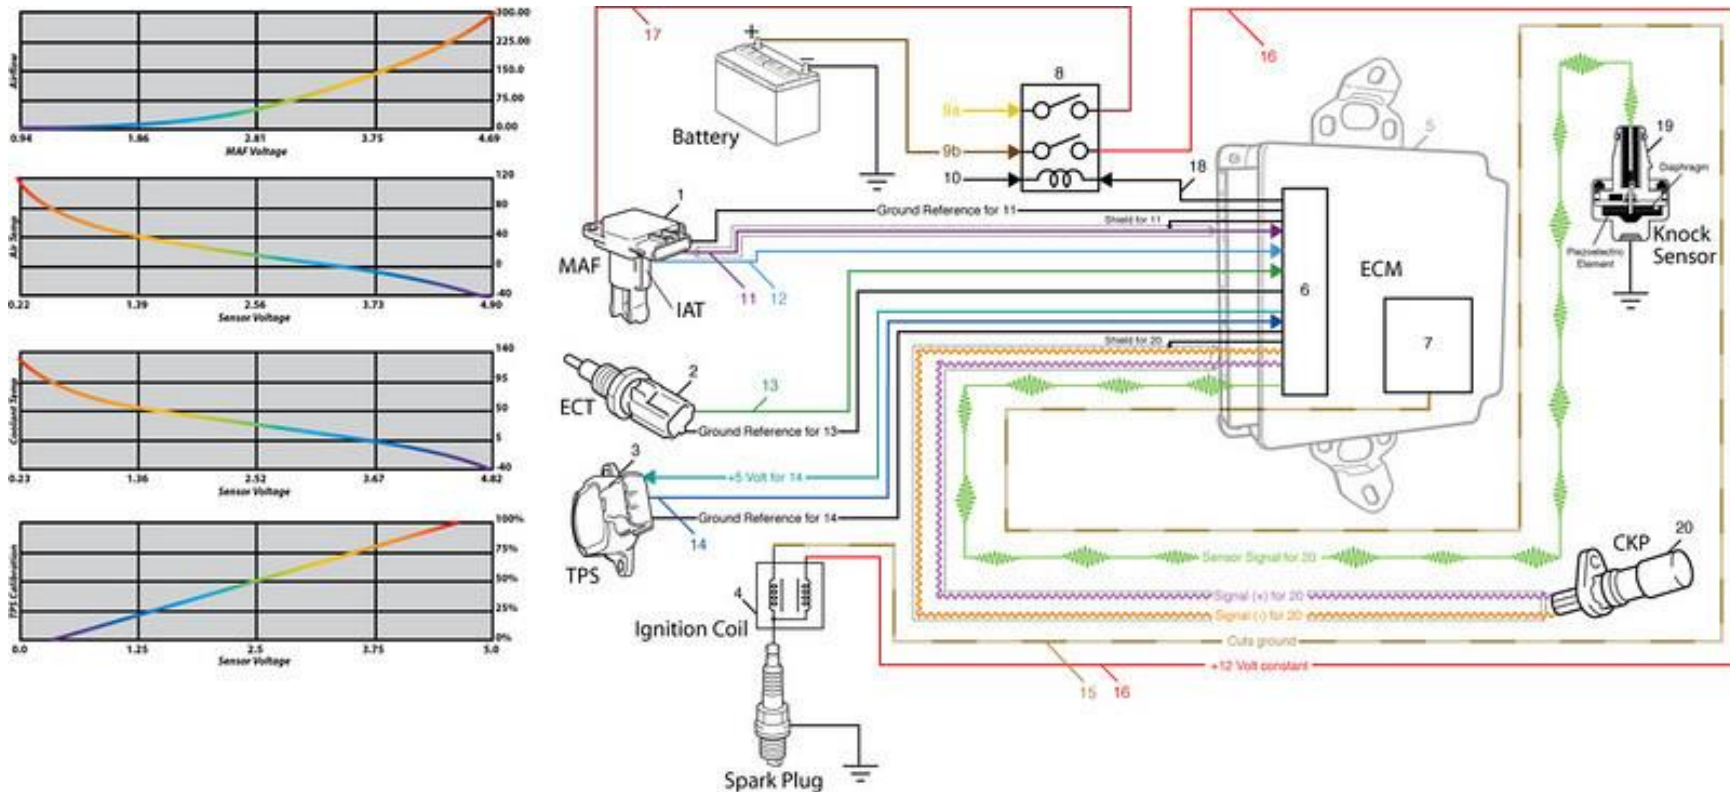 300.00
225.00
150.0
75.00
0.00
Airflow
0.94 1.86 2.81 3.75 4.69
MAF Voltage
120
80
40
0
-40
Air Temp
0.22 1.39 2.56 3.73 4.90
Sensor Voltage
140
95
50
5
-40
Coolant Temp
0.23 1.36 2.52 3.67 4.82
Sensor Voltage
100%
75%
50%
25%
0%
TPS Calibration
0.0 1.25 2.5 3.75 5.0
Sensor Voltage
17
16
+
-
Battery
8
9a
9b
10
18
5
19
Diaphragm
Piezoelectric
Element
Knock
Sensor
1
MAF
IAT
Ground Reference for 11
Shield for 11
11
12
6
ECM
7
2
ECT
13
Ground Reference for 13
Shield for 20
3
TPS
+5 Volt for 14
Ground Reference for 14
14
Sensor Signal for 20
CKP
20
4
Ignition Coil
Signal (+) for 20
Signal (-) for 20
Cuts ground
+12 Volt constant
15
16
Spark Plug